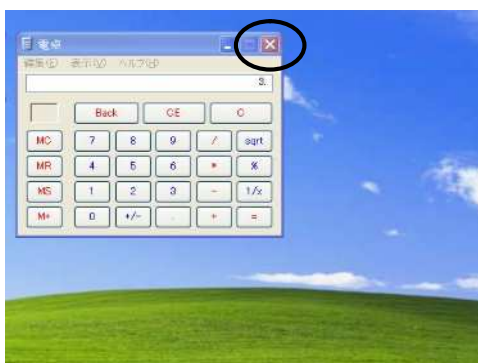 電卓
編集(E) 表示(V) ヘルプ(H)
3.
Back CE C
MC 7 8 9 / sqrt
MR 4 5 6 * %
MS 1 2 3 - 1/x
M+ 0 +/- . + =